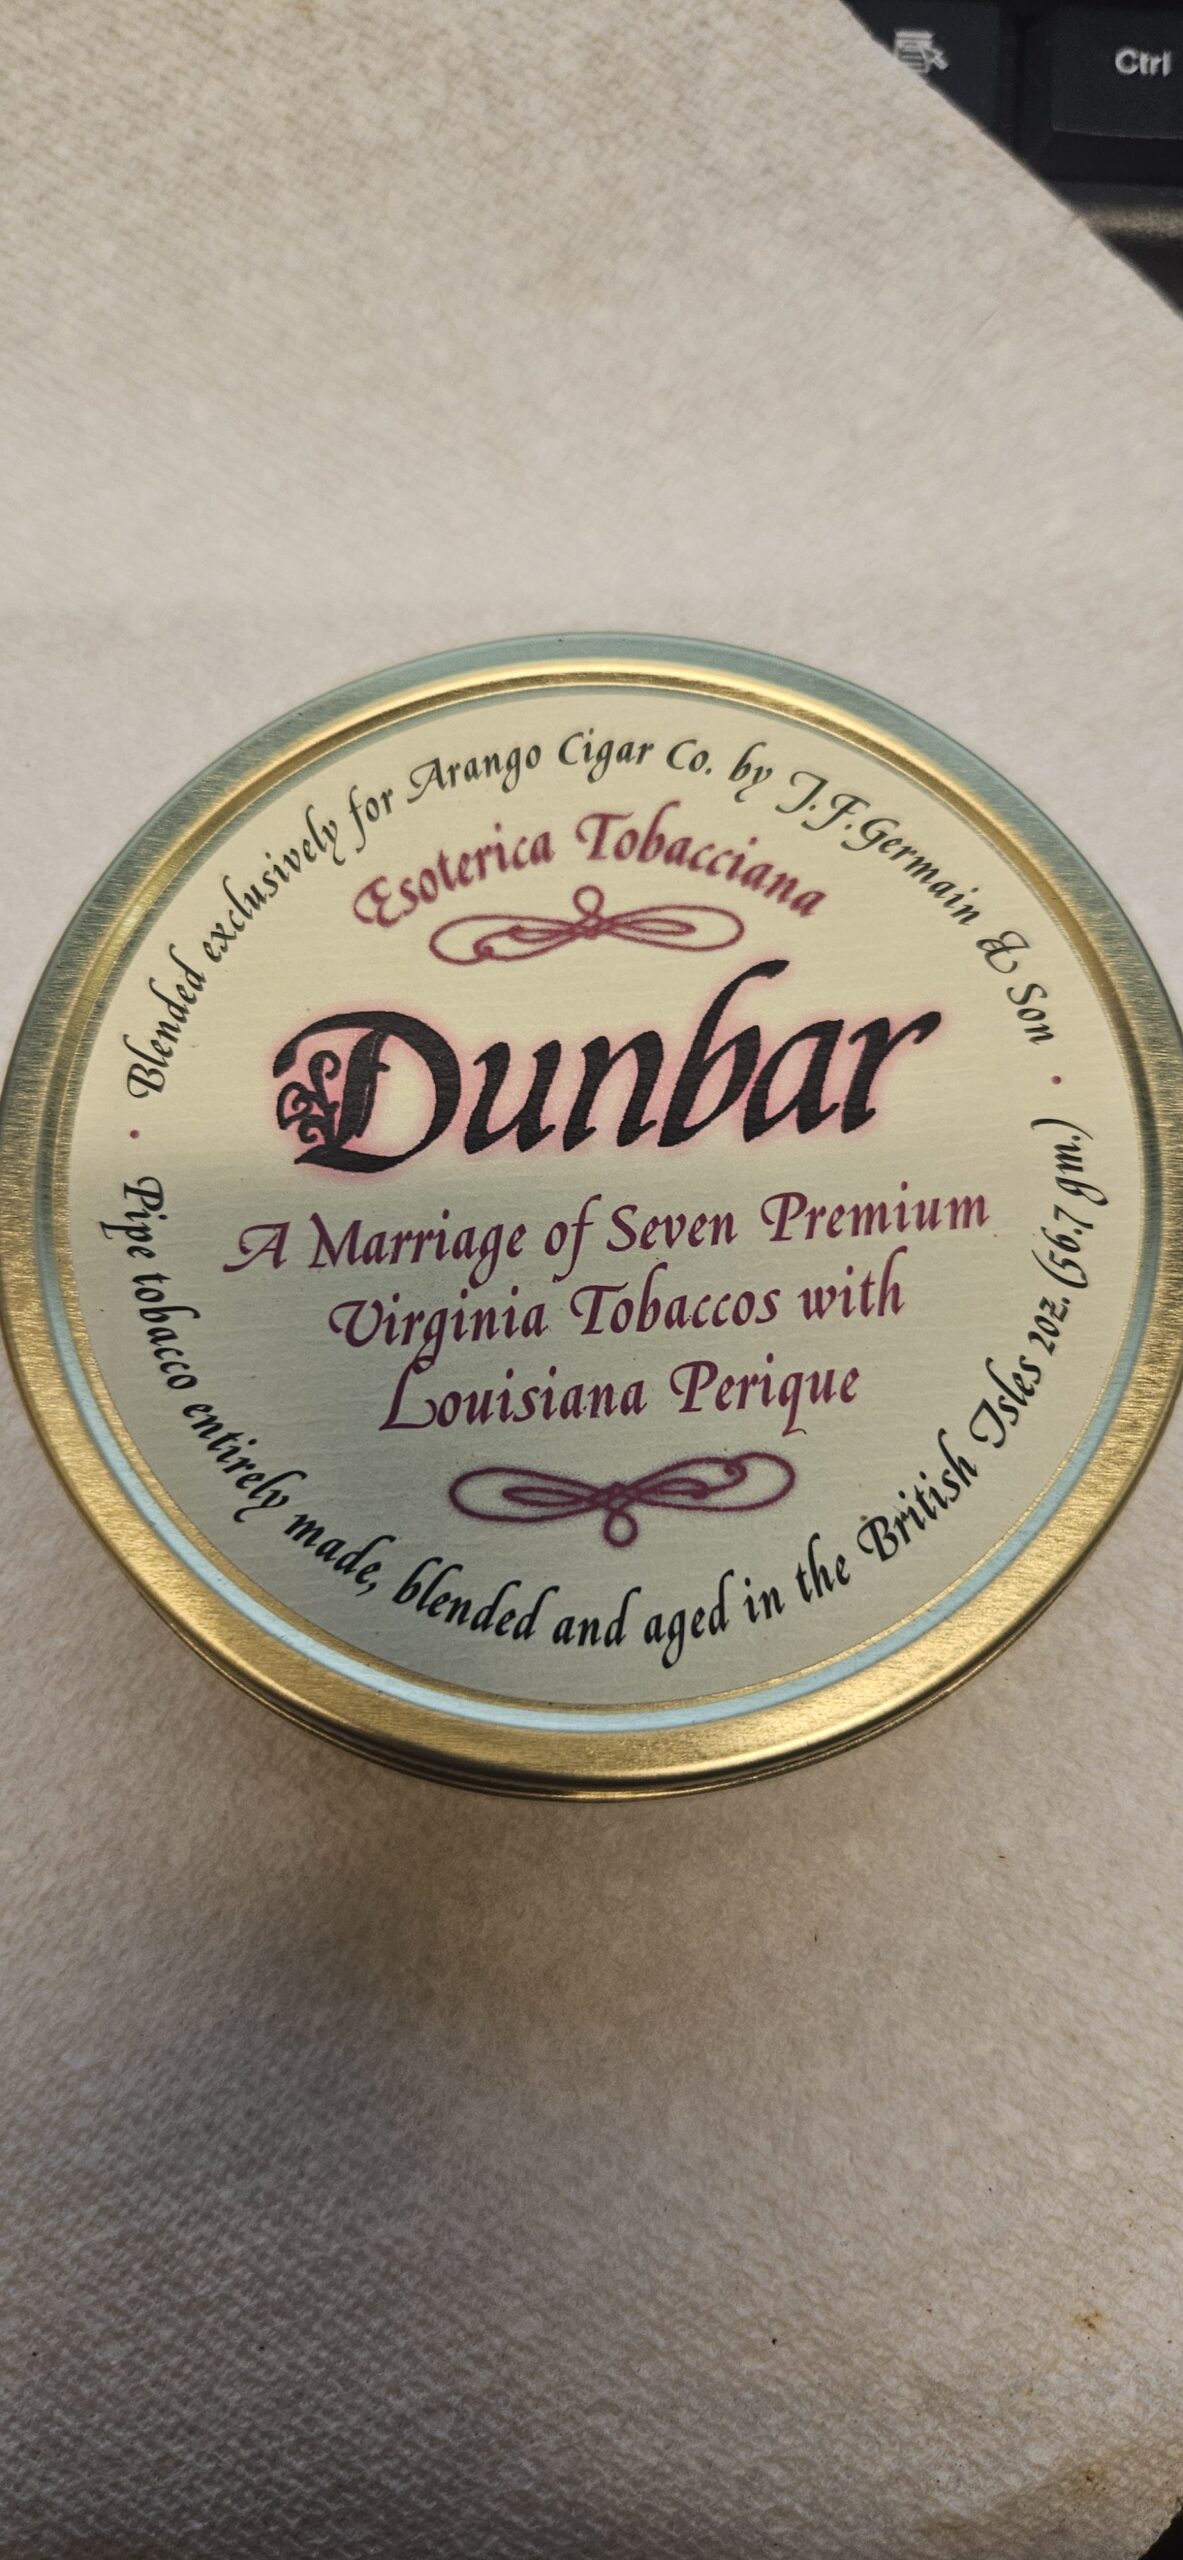 Ctrl
Blended exclusively for Arango Cigar Co. by J.F.Germain & Son
Esoterica Tobacciana
Dunbar
A Marriage of Seven Premium
Virginia Tobaccos with
Louisiana Perique
Pipe tobacco entirely made, blended and aged in the British Isles 2oz. (56.7 gm.)